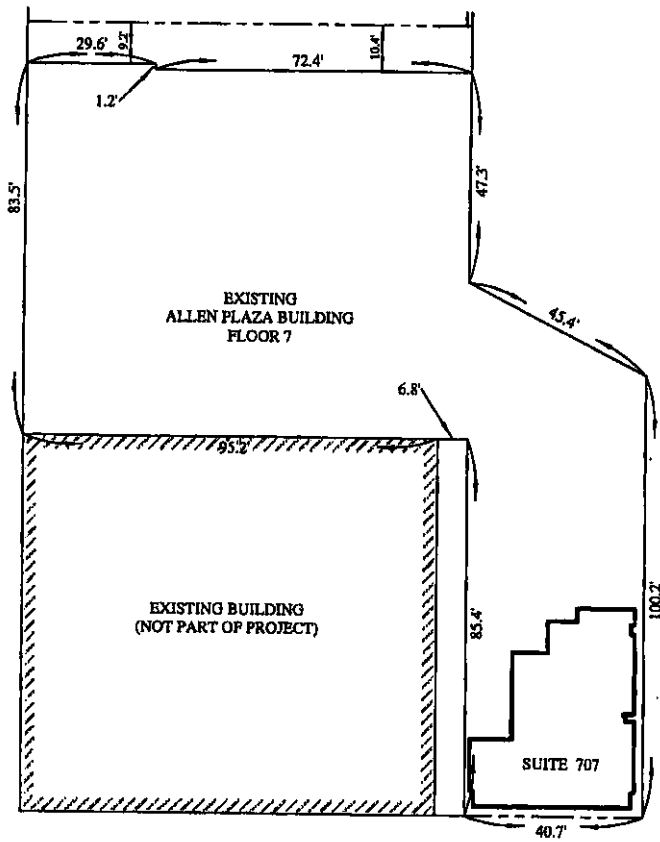 29.6'
9.2'
72.4'
10.4'
1.2'
83.5'
47.3'
EXISTING
ALLEN PLAZA BUILDING
FLOOR 7
45.4'
6.8'
95.2'
EXISTING BUILDING
(NOT PART OF PROJECT)
85.4'
100.2'
SUITE 707
40.7'